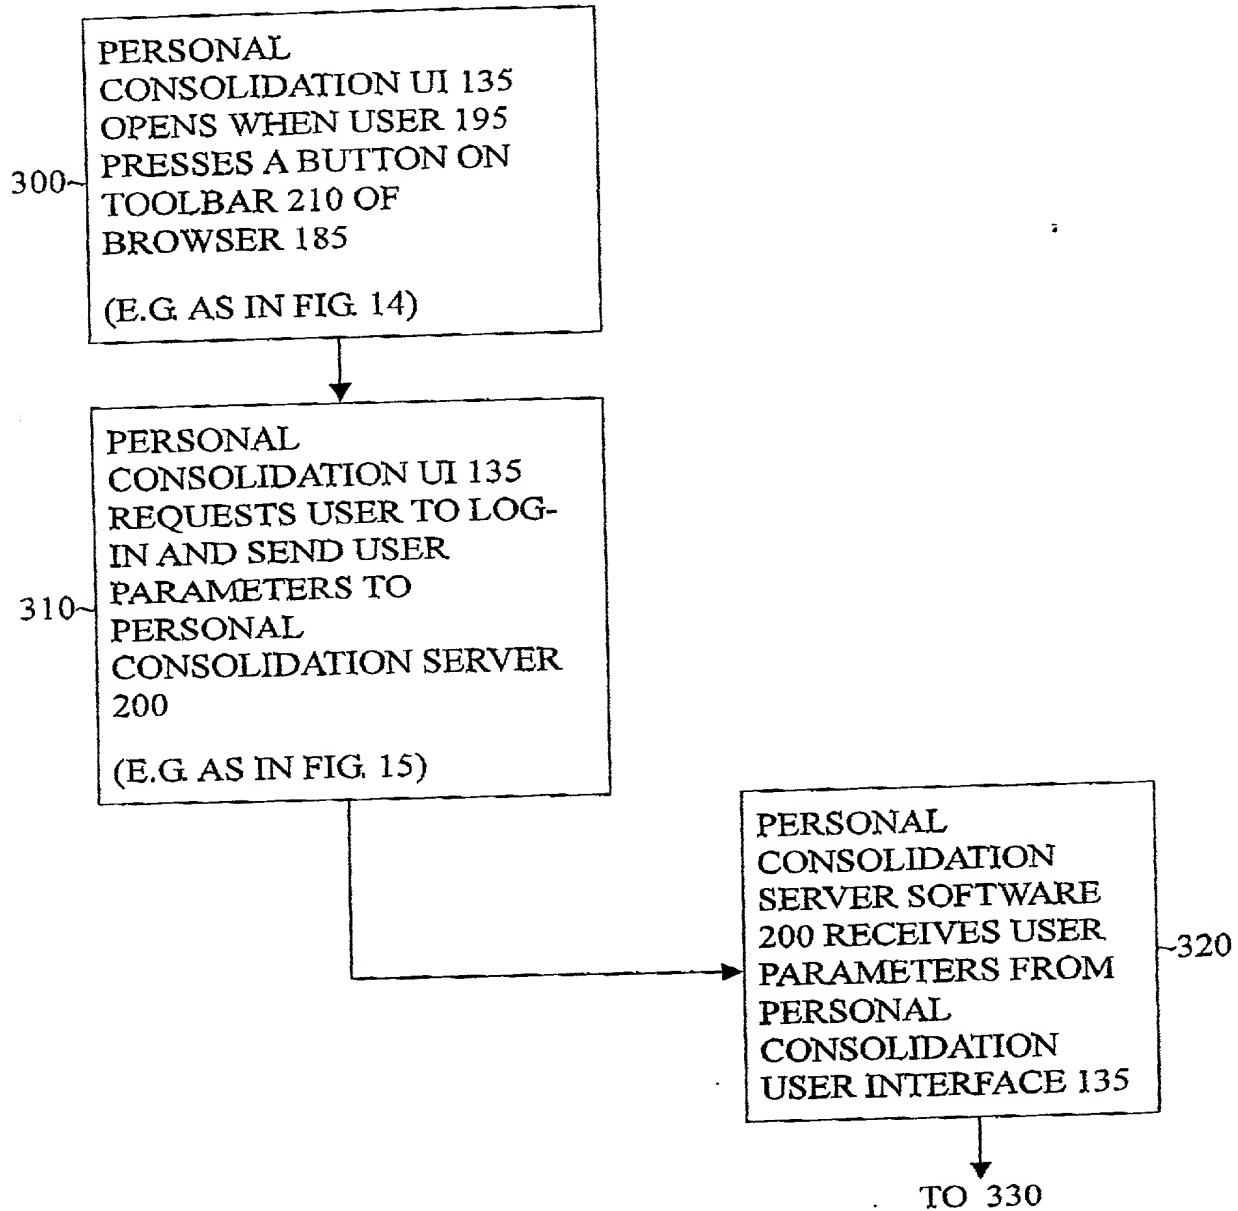 PERSONAL
CONSOLIDATION UI 135
OPENS WHEN USER 195
PRESSES A BUTTON ON
TOOLBAR 210 OF
BROWSER 185
(E.G. AS IN FIG. 14)
300
PERSONAL
CONSOLIDATION UI 135
REQUESTS USER TO LOG-
IN AND SEND USER
PARAMETERS TO
PERSONAL
CONSOLIDATION SERVER
200
(E.G. AS IN FIG. 15)
310
PERSONAL
CONSOLIDATION
SERVER SOFTWARE
200 RECEIVES USER
PARAMETERS FROM
PERSONAL
CONSOLIDATION
USER INTERFACE 135
320
TO 330